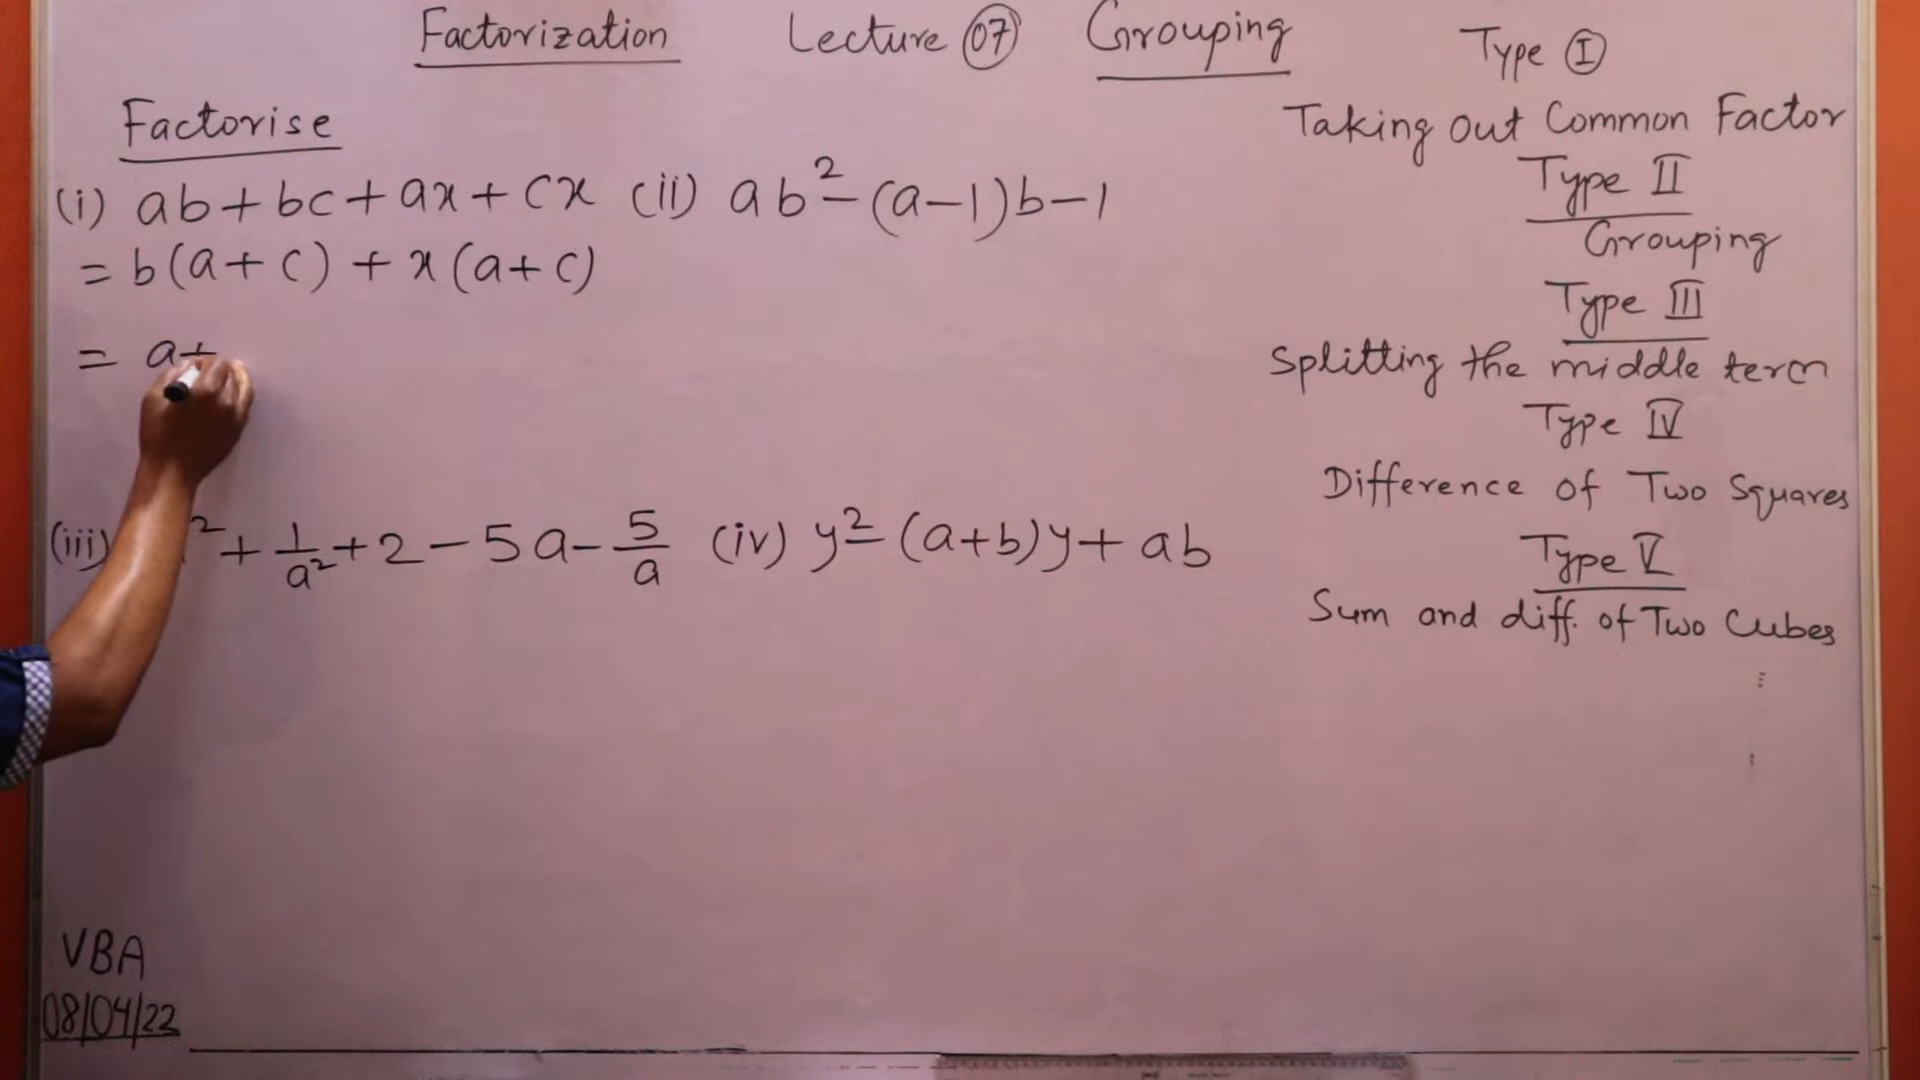 Factorization Lecture 07 Grouping Type I
Taking out Common Factor
Factorise
(i) ab + bc + ax + cx (ii) ab² - (a-1)b - 1
Type II
= b(a + c) + x(a+c)
Grouping
Type III
= a+
Splitting the middle term
Type IV
Difference of Two Squares
(iii) ² + 1/a² + 2 - 5a - 5/a (iv) y² - (a+b)y + ab
Type V
Sum and diff. of Two Cubes
VBA
08/04/22